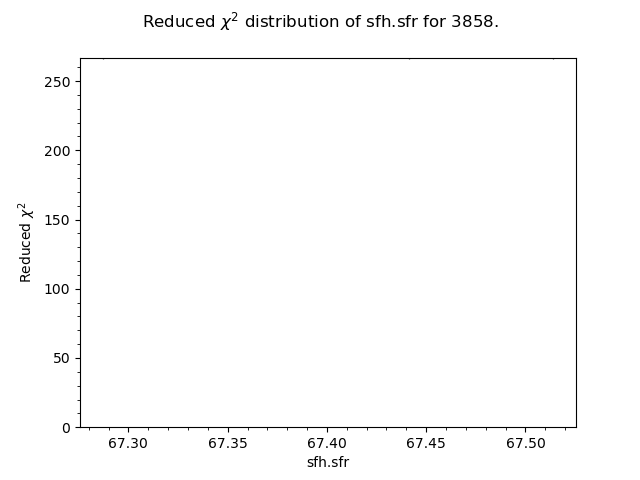 Reduced χ² distribution of sfh.sfr for 3858.
250
200
150
100
50
0
Reduced χ²
67.30 67.35 67.40 67.45 67.50
sfh.sfr